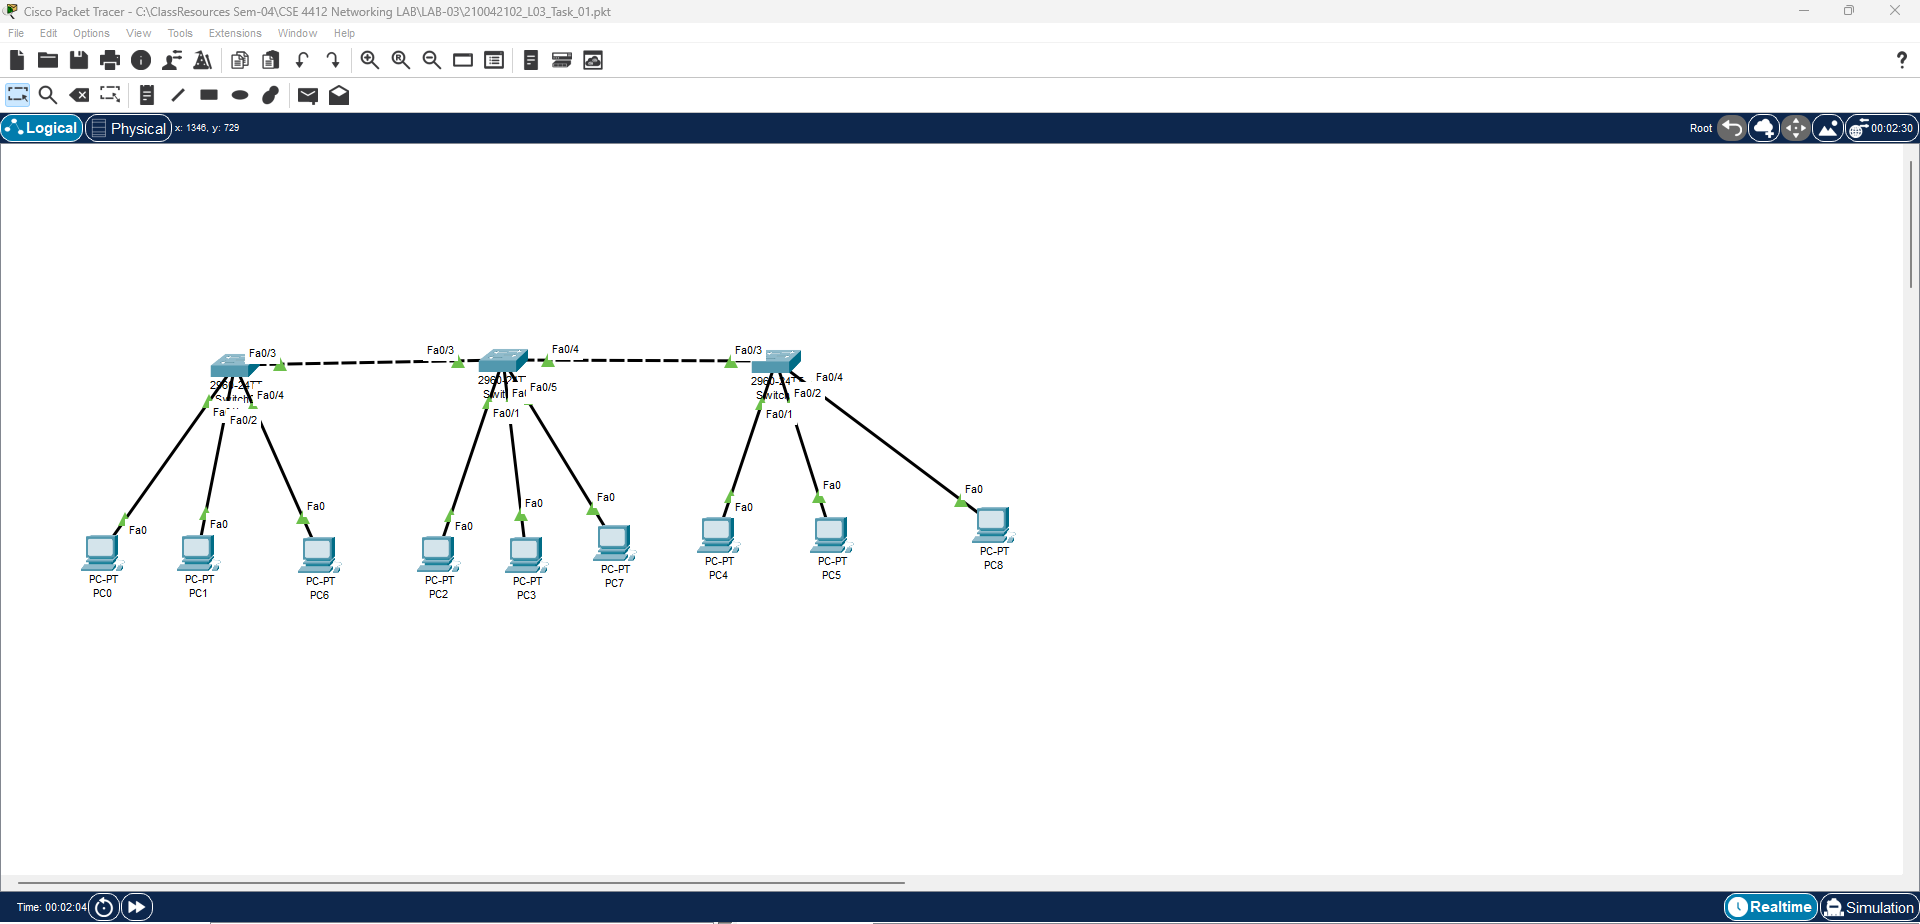 Cisco Packet Tracer - C:\ClassResources Sem-04\CSE 4412 Networking LAB\LAB-03\210042102_L03_Task_01.pkt
File Edit Options View Tools Extensions Window Help
Logical Physical x: 1346, y: 729 Root 00:02:30
Fa0/3 Fa0/3 Fa0/4 Fa0/3
Fa0/4 Fa0/5 Fa0/4
Fa0/2 Fa0/1 Fa0/2
Fa0/1
Fa0 Fa0 Fa0 Fa0 Fa0 Fa0 Fa0 Fa0 Fa0
PC-PT
PC0
PC-PT
PC1
PC-PT
PC6
PC-PT
PC2
PC-PT
PC3
PC-PT
PC7
PC-PT
PC4
PC-PT
PC5
PC-PT
PC8
Time: 00:02:04 Realtime Simulation